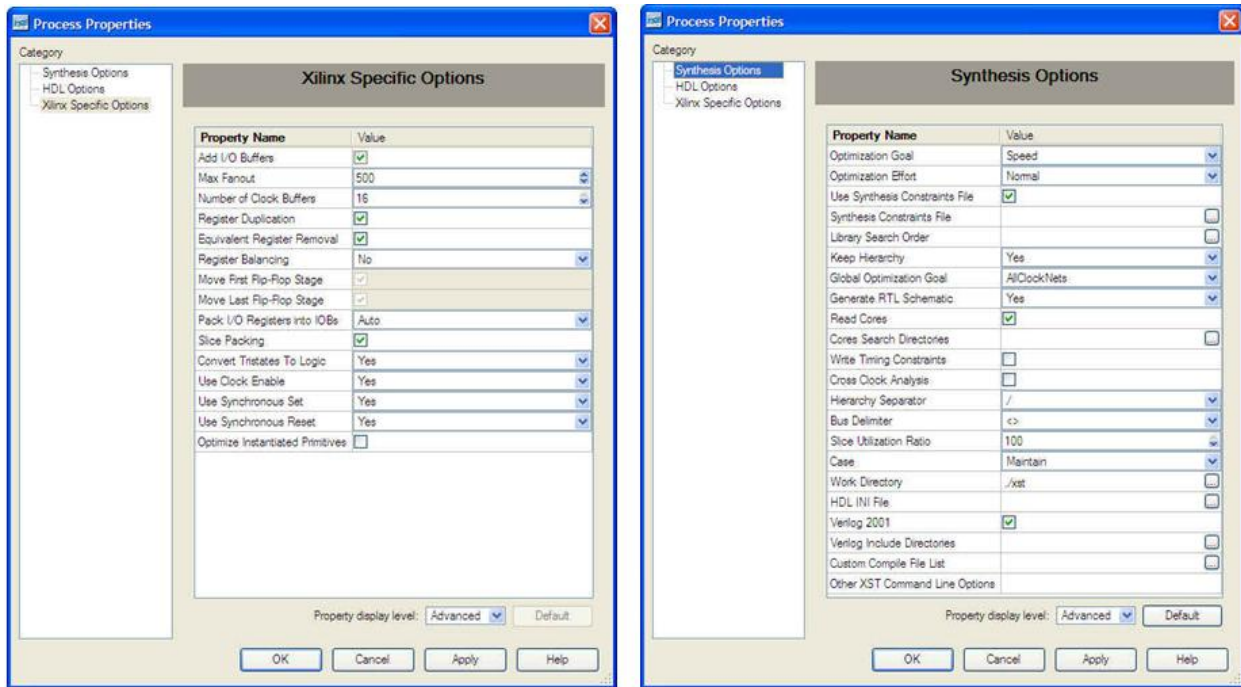 Process Properties
Category
Synthesis Options
HDL Options
Xilinx Specific Options
Xilinx Specific Options
Property Name Value
Add I/O Buffers
Max Fanout 500
Number of Clock Buffers 16
Register Duplication
Equivalent Register Removal
Register Balancing No
Move First Flip-Flop Stage
Move Last Flip-Flop Stage
Pack I/O Registers into IOBs Auto
Slice Packing
Convert Tristates To Logic Yes
Use Clock Enable Yes
Use Synchronous Set Yes
Use Synchronous Reset Yes
Optimize Instantiated Primitives
Property display level: Advanced Default
OK Cancel Apply Help
Process Properties
Category
Synthesis Options
HDL Options
Xilinx Specific Options
Synthesis Options
Property Name Value
Optimization Goal Speed
Optimization Effort Normal
Use Synthesis Constraints File
Synthesis Constraints File ...
Library Search Order ...
Keep Hierarchy Yes
Global Optimization Goal AllClockNets
Generate RTL Schematic Yes
Read Cores
Cores Search Directories ...
Write Timing Constraints
Cross Clock Analysis
Hierarchy Separator /
Bus Delimiter <>
Slice Utilization Ratio 100
Case Maintain
Work Directory ./xst ...
HDL INI File ...
Verilog 2001
Verilog Include Directories ...
Custom Compile File List ...
Other XST Command Line Options
Property display level: Advanced Default
OK Cancel Apply Help